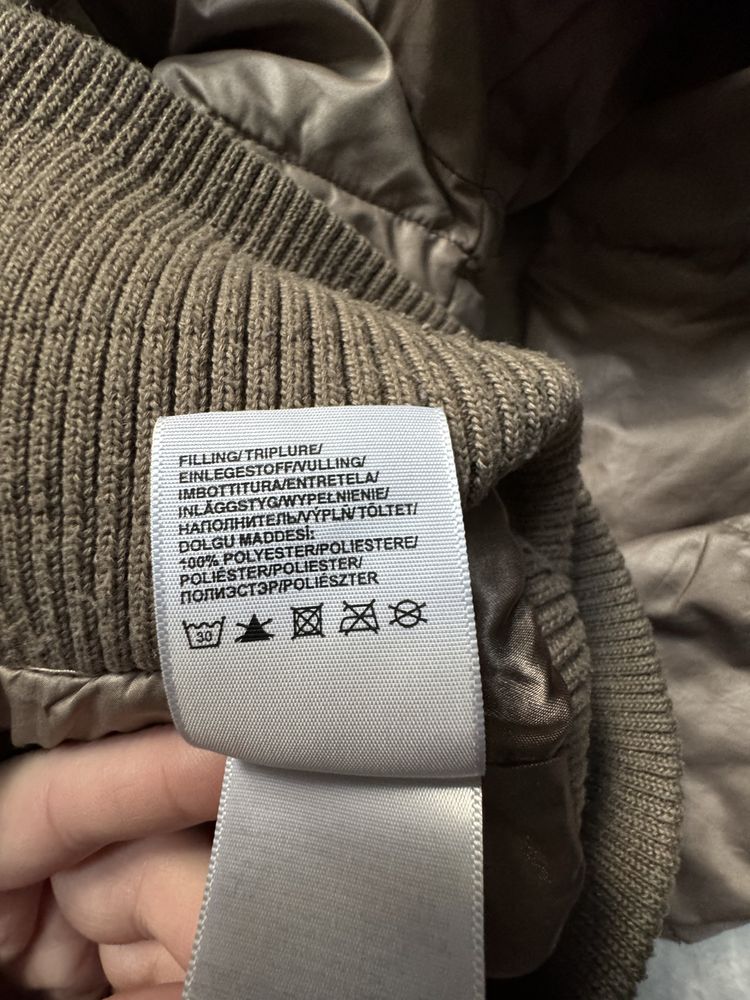 FILLING/TRIPLURE/
EINLEGESTOFF/VULLING/
IMBOTTITURA/ENTRETELA/
INLÄGGSTYG/WYPEŁNIENIE/
НАПОЛНИТЕЛЬ/VÝPLŇ/TÖLTET/
DOLGU MADDESİ:
100% POLYESTER/POLIESTERE/
POLIÉSTER/POLIESTER/
ПОЛИЭСТЭР/POLIÉSZTER
30